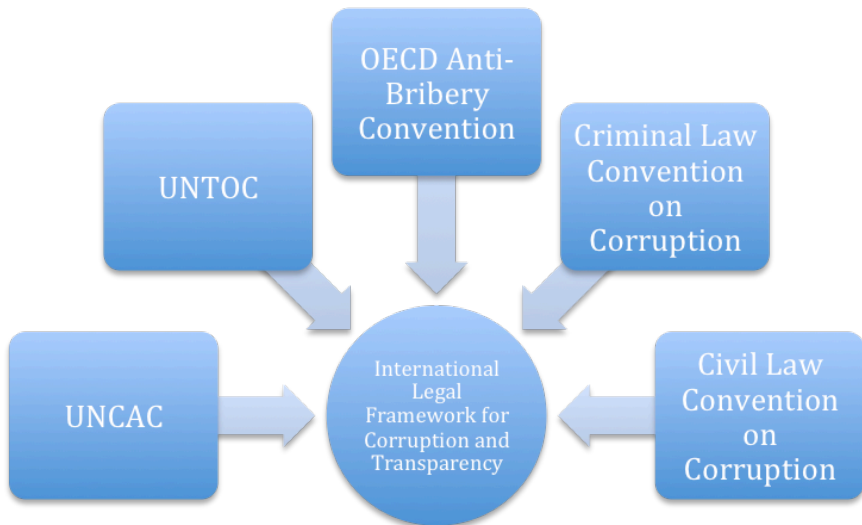 OECD Anti-
Bribery
Convention
UNTOC
Criminal Law
Convention
on
Corruption
UNCAC
International
Legal
Framework for
Corruption and
Transparency
Civil Law
Convention
on
Corruption